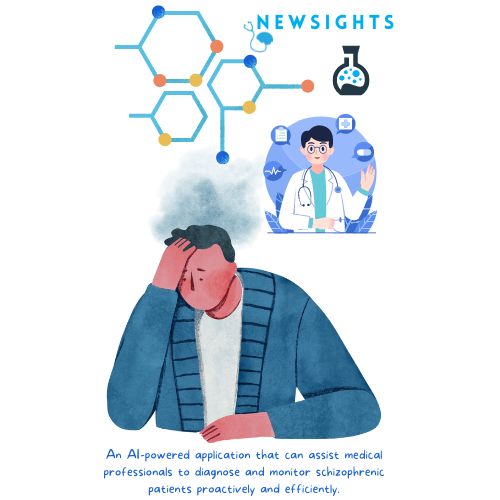 NEWSIGHTS
An AI-powered application that can assist medical
professionals to diagnose and monitor schizophrenic
patients proactively and efficiently.